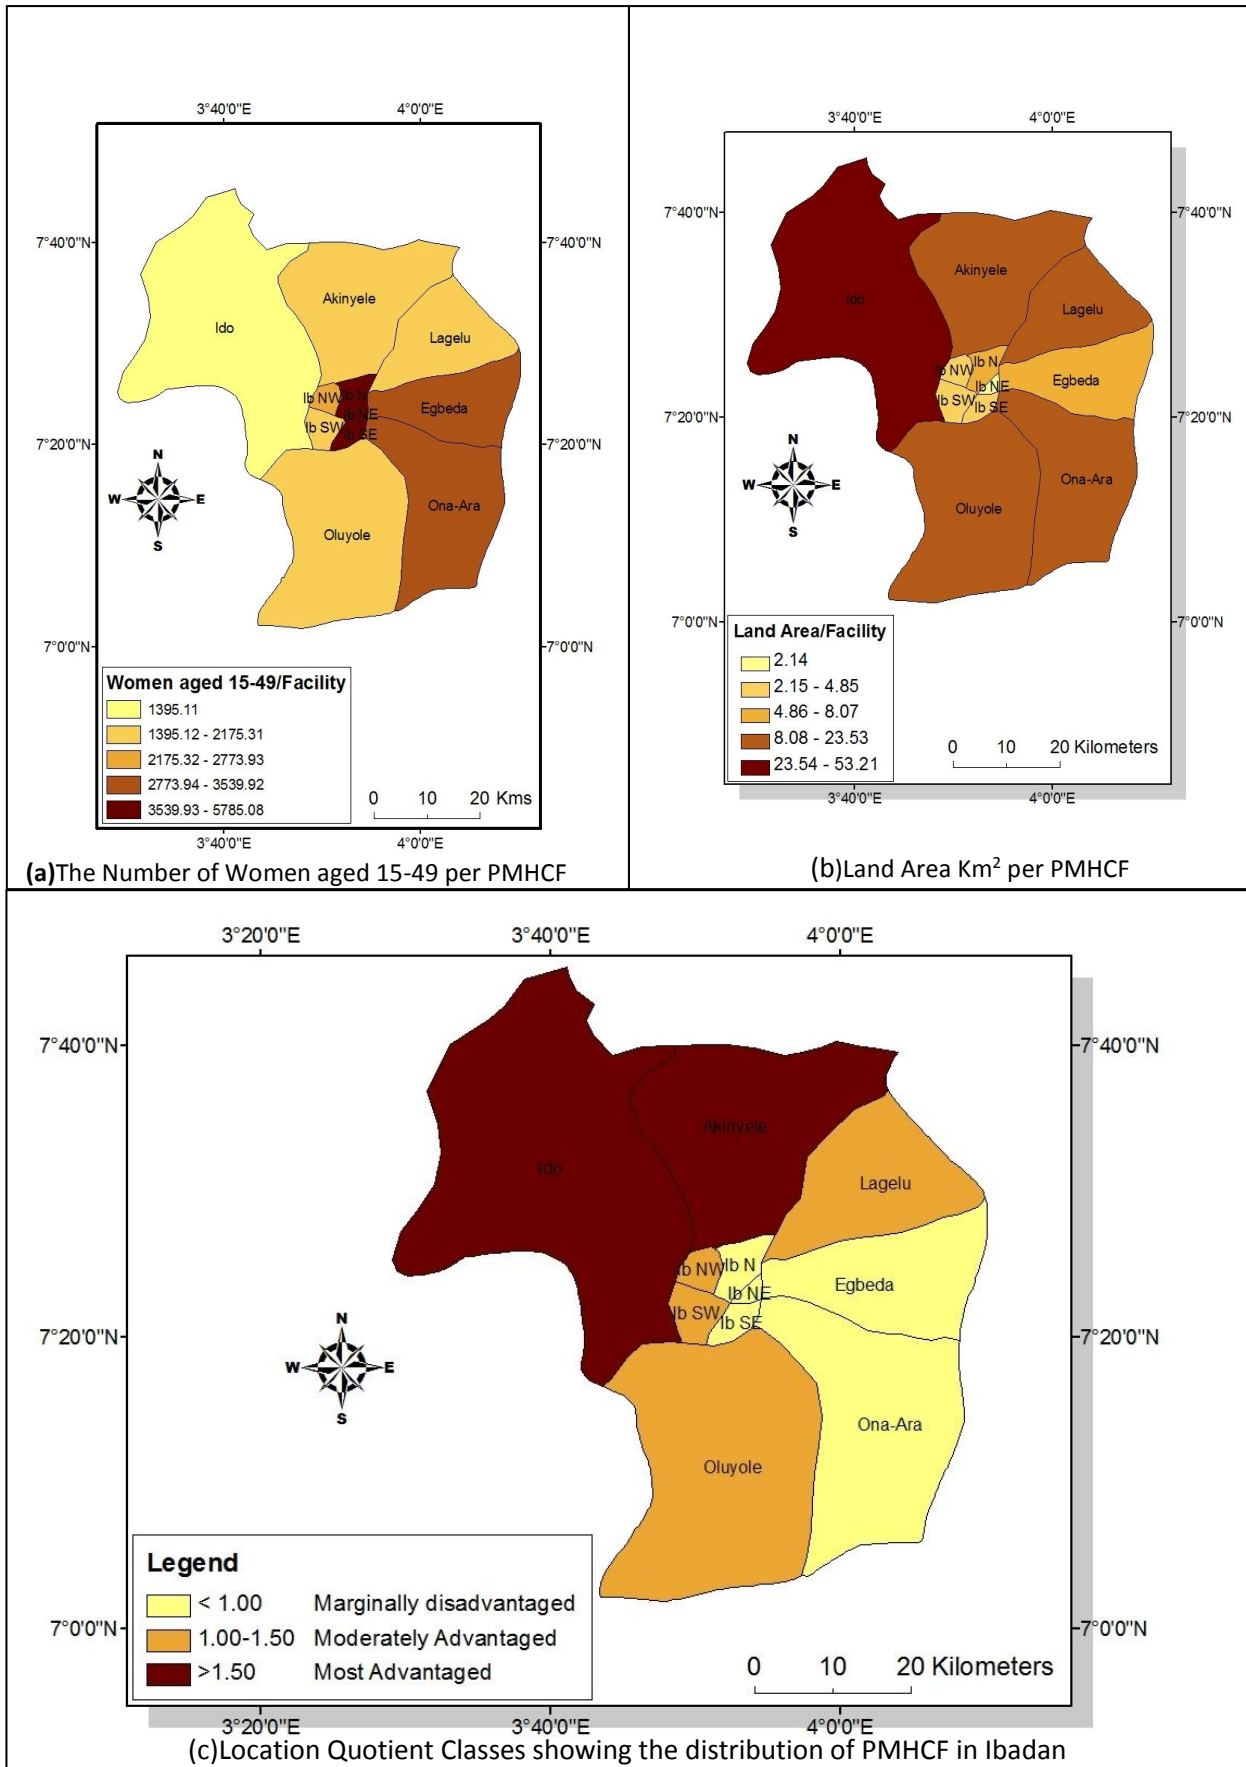 3°40'0"E 4°0'0"E
7°40'0"N 7°40'0"N
Ido
Akinyele
Lagelu
Ib NW Ib N
Ib NE
Egbeda
Ib SW Ib SE
7°20'0"N 7°20'0"N
N
W E
S
Ona-Ara
Oluyole
7°0'0"N 7°0'0"N
Women aged 15-49/Facility
1395.11
1395.12 - 2175.31
2175.32 - 2773.93
2773.94 - 3539.92
3539.93 - 5785.08
0 10 20 Kms
3°40'0"E 4°0'0"E
(a)The Number of Women aged 15-49 per PMHCF
3°40'0"E 4°0'0"E
7°40'0"N 7°40'0"N
Akinyele
Ido
Lagelu
Ib N
Ib NW
Ib NE
Egbeda
Ib SW
Ib SE
7°20'0"N 7°20'0"N
N
W E
S
Ona-Ara
Oluyole
7°0'0"N 7°0'0"N
Land Area/Facility
2.14
2.15 - 4.85
4.86 - 8.07
8.08 - 23.53
23.54 - 53.21
0 10 20 Kilometers
3°40'0"E 4°0'0"E
(b)Land Area Km² per PMHCF
3°20'0"E 3°40'0"E 4°0'0"E
7°40'0"N 7°40'0"N
Akinyele
Ido
Lagelu
Ib NW Ib N
Ib NE
Egbeda
Ib SW
Ib SE
7°20'0"N 7°20'0"N
N
W E
S
Ona-Ara
Oluyole
Legend
< 1.00 Marginally disadvantaged
1.00-1.50 Moderately Advantaged
>1.50 Most Advantaged
7°0'0"N 7°0'0"N
0 10 20 Kilometers
3°20'0"E 3°40'0"E 4°0'0"E
(c)Location Quotient Classes showing the distribution of PMHCF in Ibadan